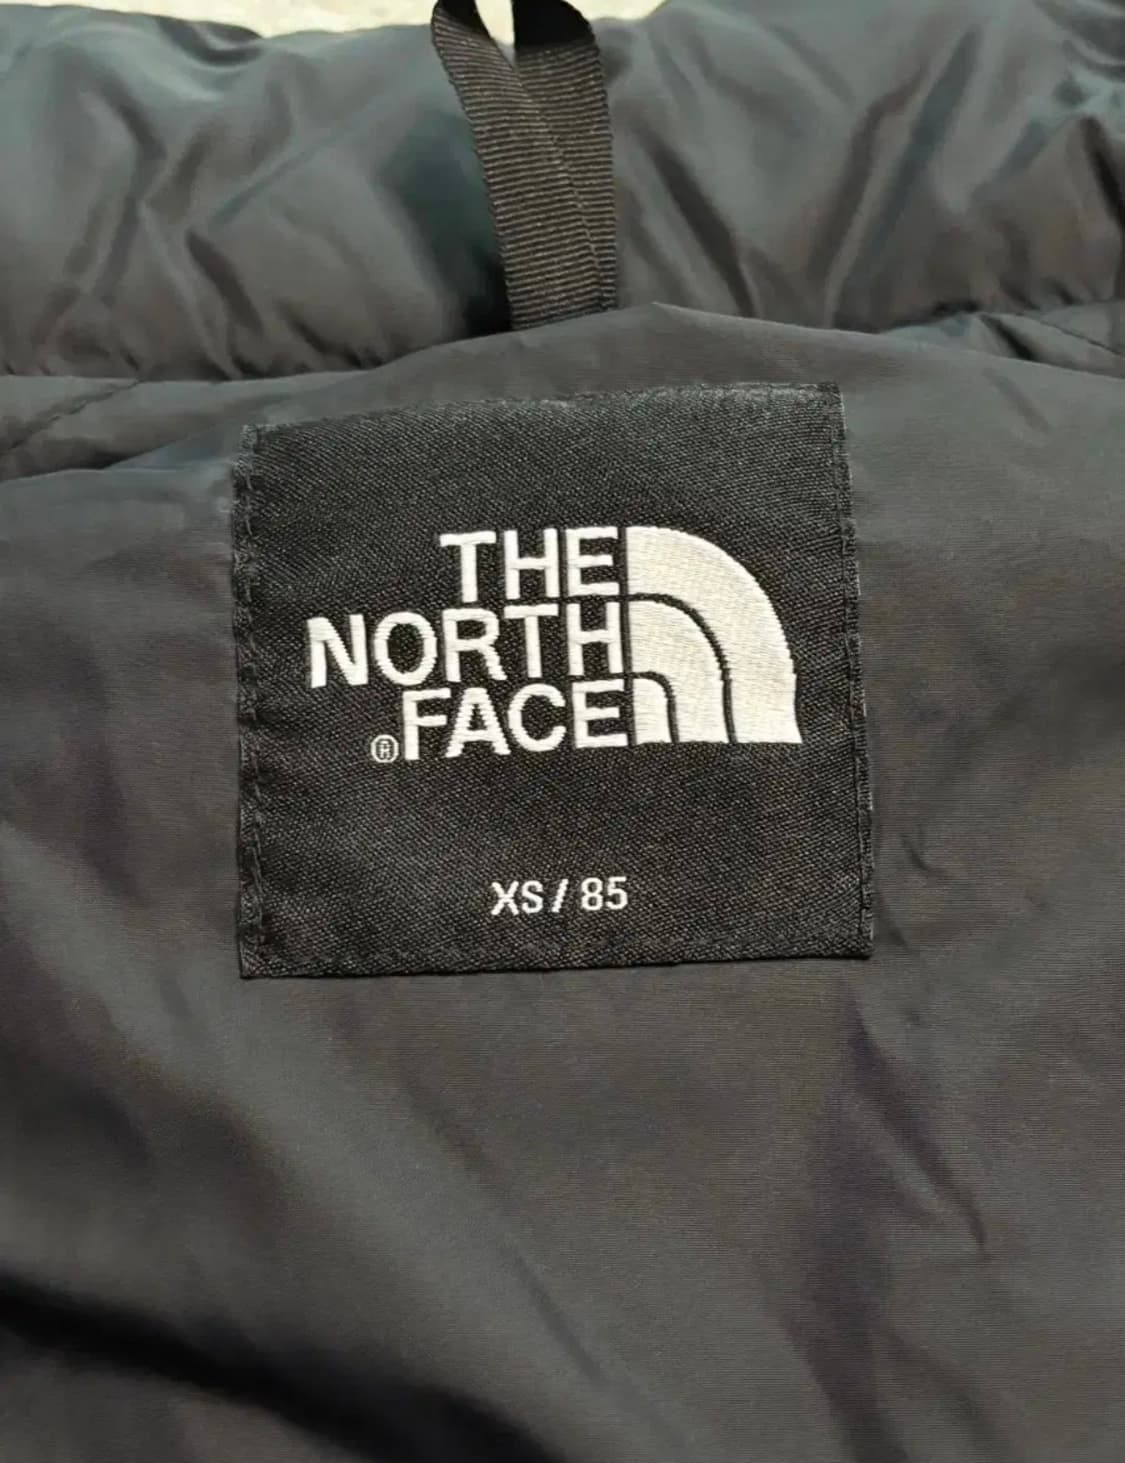 THE
NORTH
®FACE
XS / 85